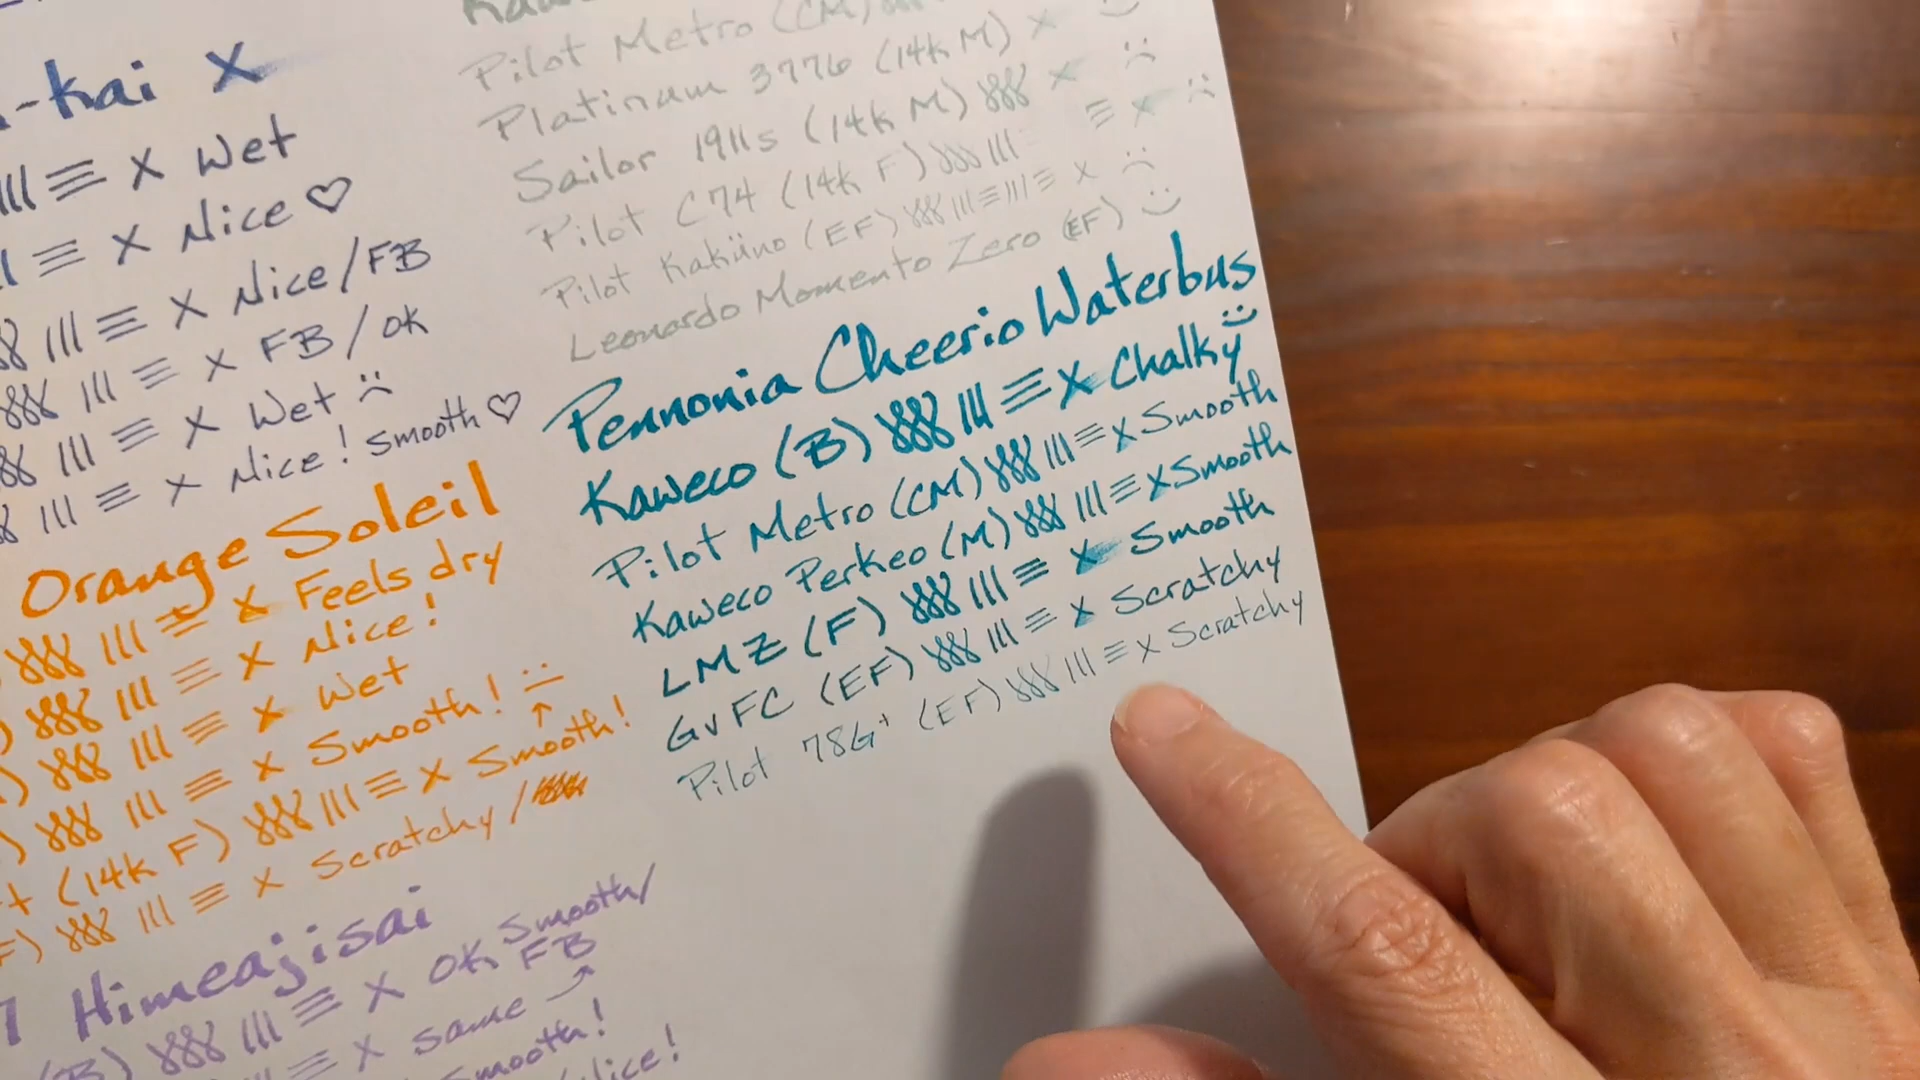 -Kai X
||| ≡ X Wet
≡ X Nice ♡
||| ≡ X Nice/FB
||| ≡ X FB/OK
||| ≡ X Wet :(
||| ≡ X Nice! Smooth ♡
Orange Soleil
||| ≡ X Feels dry
||| ≡ X Nice!
||| ≡ X Wet
||| ≡ X Smooth! :|
(14k F) ||| ≡ X Smooth! ↑
||| ≡ X Scratchy/
Himeajisai
(B) ||| ≡ X OK Smooth/FB
≡ X same
Smooth!
Nice!
Pilot Metro (CM)
Platinum 3776 (14k M) X
Sailor 1911s (14k M) X :(
Pilot C74 (14k F) ||| ≡ X :(
Pilot Kaküno (EF) ||| ≡ ||| ≡ X :(
Leonardo Momento Zero (EF) :)
Pennonia Cheerio Waterbus
Kaweco (B) ||| ≡ X Chalky :)
Pilot Metro (CM) ||| ≡ X Smooth
Kaweco Perkeo (M) ||| ≡ X Smooth
LMZ (F) ||| ≡ X Smooth
GvFC (EF) ||| ≡ X Scratchy
Pilot 78G+ (EF) ||| ≡ X Scratchy